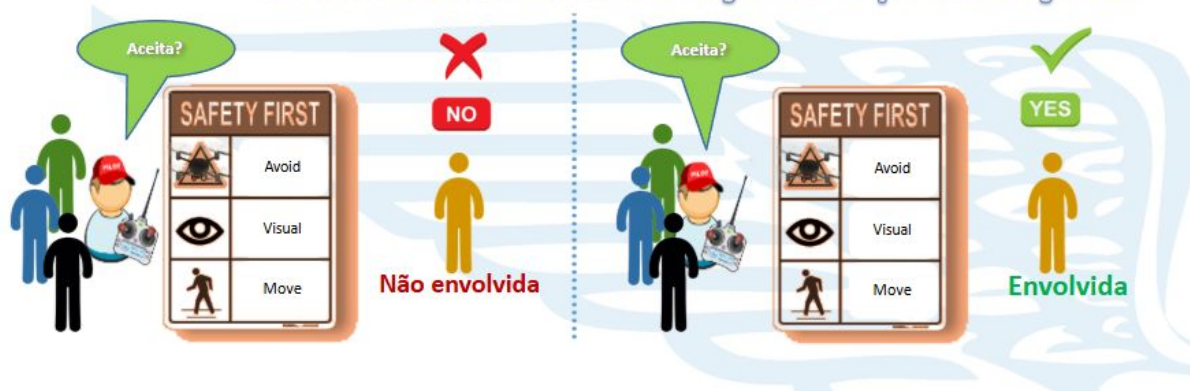 Aceita?
SAFETY FIRST
Avoid
Visual
Move
NO
Não envolvida
Aceita?
SAFETY FIRST
Avoid
Visual
Move
YES
Envolvida